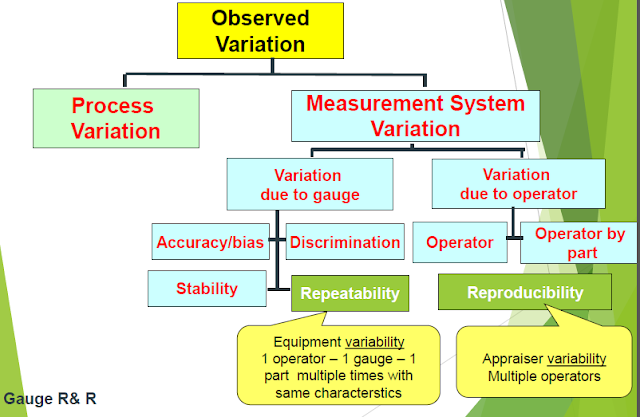 Observed
Variation
Process
Variation
Measurement System
Variation
Variation
due to gauge
Variation
due to operator
Accuracy/bias
Discrimination
Operator
Operator by
part
Stability
Repeatability
Reproducibility
Equipment variability
1 operator – 1 gauge – 1
part multiple times with
same characterstics
Appraiser variability
Multiple operators
Gauge R& R